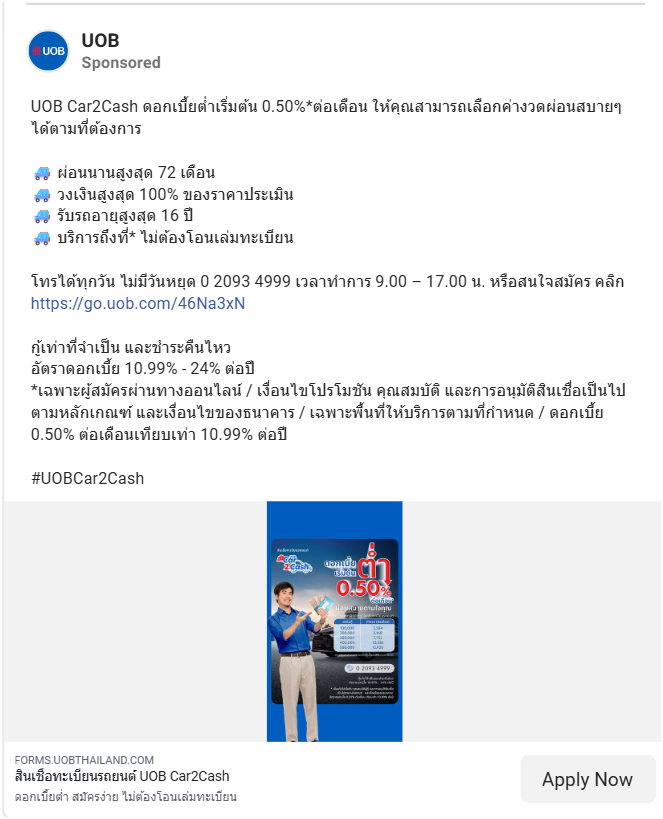 UOB
UOB
Sponsored
UOB Car2Cash ดอกเบี้ยต่ำเริ่มต้น 0.50%*ต่อเดือน ให้คุณสามารถเลือกค่างวดผ่อนสบายๆ
ได้ตามที่ต้องการ
ผ่อนนานสูงสุด 72 เดือน
วงเงินสูงสุด 100% ของราคาประเมิน
รับรถอายุสูงสุด 16 ปี
บริการถึงที่* ไม่ต้องโอนเล่มทะเบียน
โทรได้ทุกวัน ไม่มีวันหยุด 0 2093 4999 เวลาทำการ 9.00 – 17.00 น. หรือสนใจสมัคร คลิก
https://go.uob.com/46Na3xN
กู้เท่าที่จำเป็น และชำระคืนไหว
อัตราดอกเบี้ย 10.99% - 24% ต่อปี
*เฉพาะผู้สมัครผ่านทางออนไลน์ / เงื่อนไขโปรโมชัน คุณสมบัติ และการอนุมัติสินเชื่อเป็นไป
ตามหลักเกณฑ์ และเงื่อนไขของธนาคาร / เฉพาะพื้นที่ให้บริการตามที่กำหนด / ดอกเบี้ย
0.50% ต่อเดือนเทียบเท่า 10.99% ต่อปี
#UOBCar2Cash
Car
2Cash
ดอกเบี้ย
เริ่มต้น
ต่ำ
0.50%
ต่อเดือน
0 2093 4999
FORMS.UOBTHAILAND.COM
สินเชื่อทะเบียนรถยนต์ UOB Car2Cash
ดอกเบี้ยต่ำ สมัครง่าย ไม่ต้องโอนเล่มทะเบียน
Apply Now